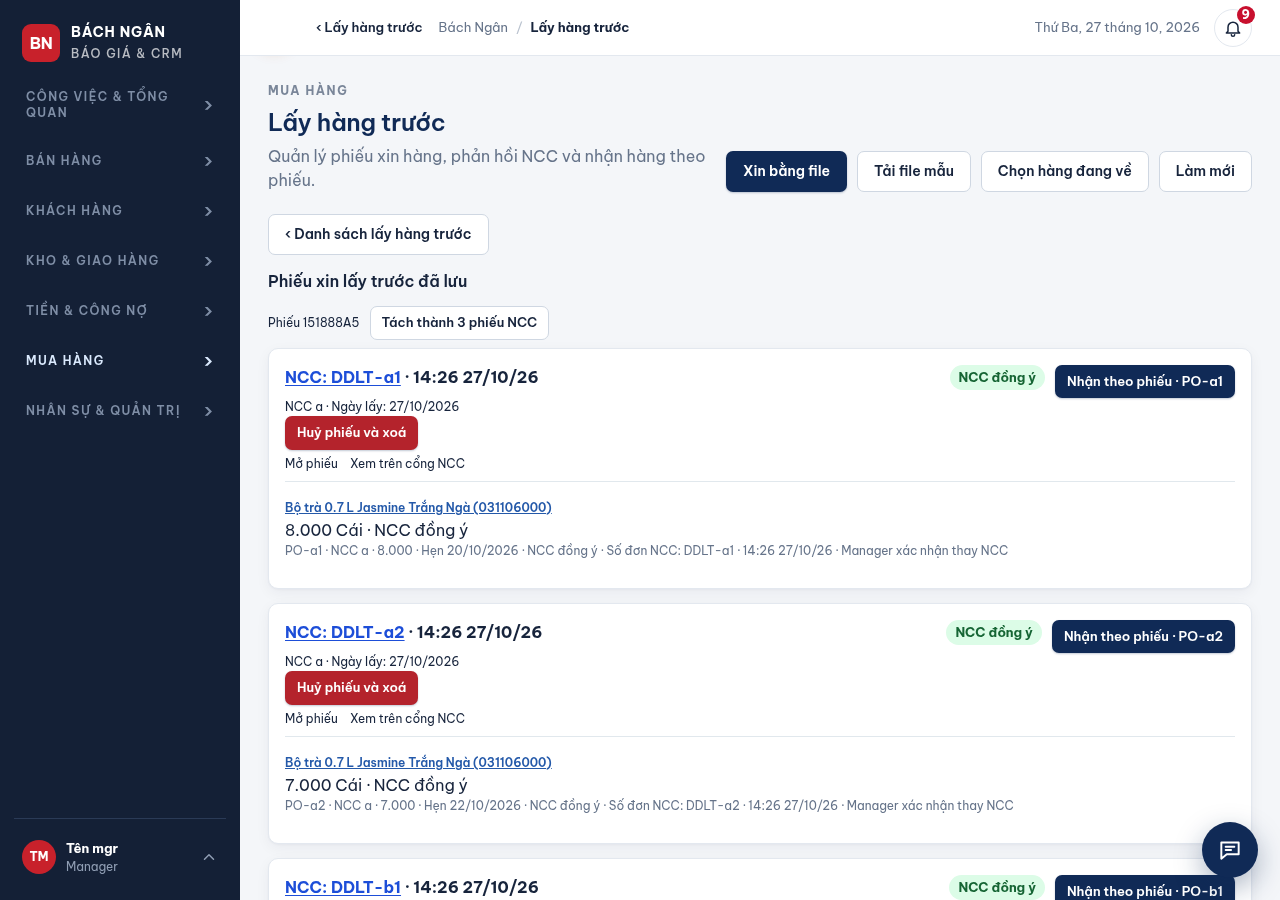 BN
BÁCH NGÂN
BÁO GIÁ & CRM
CÔNG VIỆC & TỔNG QUAN
BÁN HÀNG
KHÁCH HÀNG
KHO & GIAO HÀNG
TIỀN & CÔNG NỢ
MUA HÀNG
NHÂN SỰ & QUẢN TRỊ
TM
Tên mgr
Manager
‹ Lấy hàng trước
Bách Ngân / Lấy hàng trước
Thứ Ba, 27 tháng 10, 2026
9
MUA HÀNG
Lấy hàng trước
Quản lý phiếu xin hàng, phản hồi NCC và nhận hàng theo
phiếu.
Xin bằng file
Tải file mẫu
Chọn hàng đang về
Làm mới
‹ Danh sách lấy hàng trước
Phiếu xin lấy trước đã lưu
Phiếu 151888A5
Tách thành 3 phiếu NCC
NCC: DDLT-a1 · 14:26 27/10/26
NCC đồng ý
Nhận theo phiếu · PO-a1
NCC a · Ngày lấy: 27/10/2026
Huỷ phiếu và xoá
Mở phiếu Xem trên cổng NCC
Bộ trà 0.7 L Jasmine Trắng Ngà (031106000)
8.000 Cái · NCC đồng ý
PO-a1 · NCC a · 8.000 · Hẹn 20/10/2026 · NCC đồng ý · Số đơn NCC: DDLT-a1 · 14:26 27/10/26 · Manager xác nhận thay NCC
NCC: DDLT-a2 · 14:26 27/10/26
NCC đồng ý
Nhận theo phiếu · PO-a2
NCC a · Ngày lấy: 27/10/2026
Huỷ phiếu và xoá
Mở phiếu Xem trên cổng NCC
Bộ trà 0.7 L Jasmine Trắng Ngà (031106000)
7.000 Cái · NCC đồng ý
PO-a2 · NCC a · 7.000 · Hẹn 22/10/2026 · NCC đồng ý · Số đơn NCC: DDLT-a2 · 14:26 27/10/26 · Manager xác nhận thay NCC
NCC: DDLT-b1 · 14:26 27/10/26
NCC đồng ý
Nhận theo phiếu · PO-b1